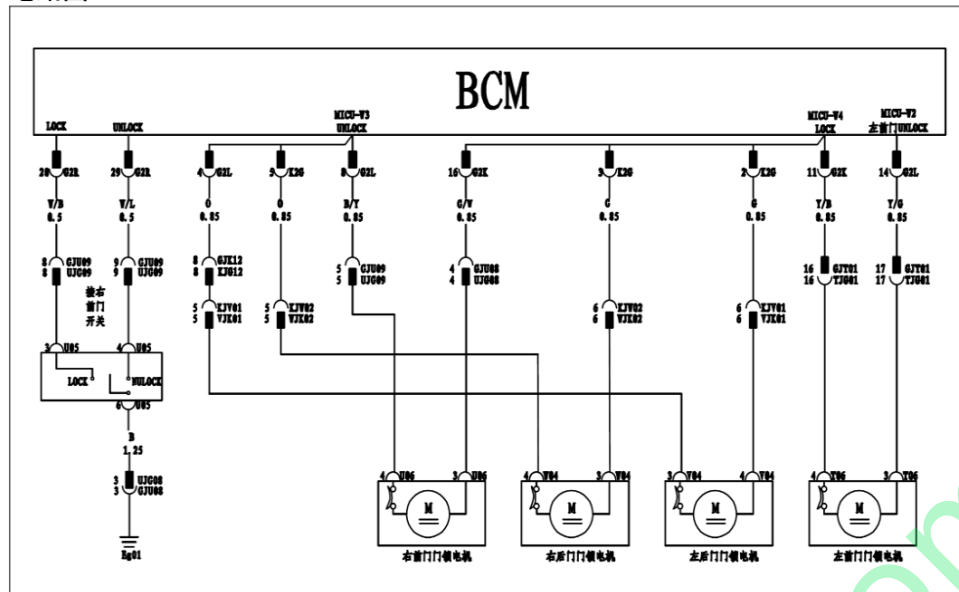 BCM
LOCK UNLOCK MICU-V3 UNLOCK MICU-V4 LOCK MICU-V2 左前门UNLOCK
28 G2R 29 G2R 4 G2L 5 K2G 8 G2L 16 G2K 3 K2G 2 K2G 11 G2K 14 G2L
V/B V/L O O B/Y G/W G G Y/B Y/G
0.5 0.5 0.85 0.85 0.85 0.85 0.85 0.85 0.85 0.85
8 GJU09 9 GJU09 8 GJK12 5 GJU09 4 GJU08 16 GJT01 17 GJT01
8 UJG09 9 UJG09 8 KJG12 5 UJG09 4 UJG08 16 TJG01 17 TJG01
接右
前门
开关
5 KJV01 5 KJV02 6 KJV02 6 KJV01
5 VJK01 5 VJK02 6 VJK02 6 VJK01
3 U05 4 U05
LOCK NULOCK
6 U05
B
1.25
3 UJG08
3 GJU08
Eg01
4 U06 3 U06 4 W04 3 W04 3 V04 4 V04 4 T06 3 T06
M M M M
右前门门锁电机 右后门门锁电机 左后门门锁电机 左前门门锁电机